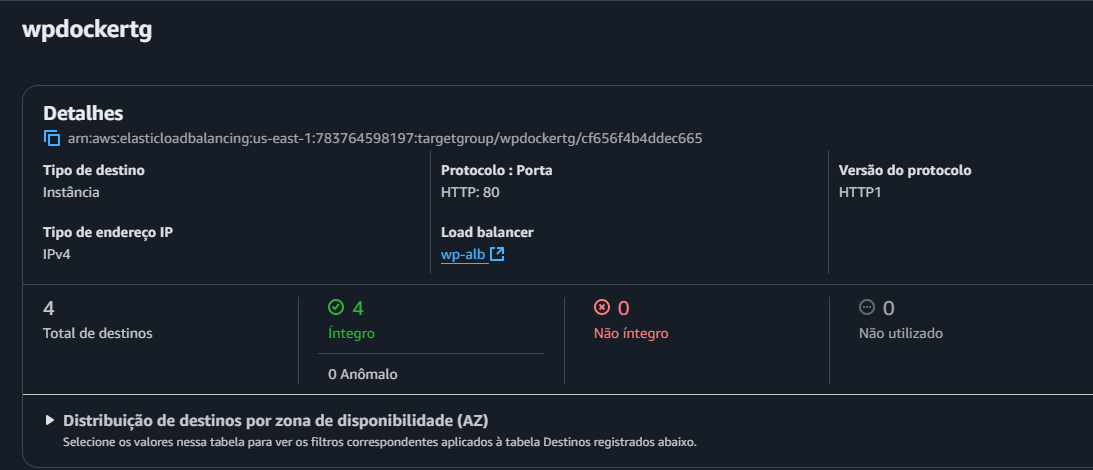 wpdockertg
Detalhes
arn:aws:elasticloadbalancing:us-east-1:783764598197:targetgroup/wpdockertg/cf656f4b4ddec665
Tipo de destino
Instância
Protocolo : Porta
HTTP: 80
Versão do protocolo
HTTP1
Tipo de endereço IP
IPv4
Load balancer
wp-alb
4
Total de destinos
4
Íntegro
0 Anômalo
0
Não íntegro
0
Não utilizado
Distribuição de destinos por zona de disponibilidade (AZ)
Selecione os valores nessa tabela para ver os filtros correspondentes aplicados à tabela Destinos registrados abaixo.